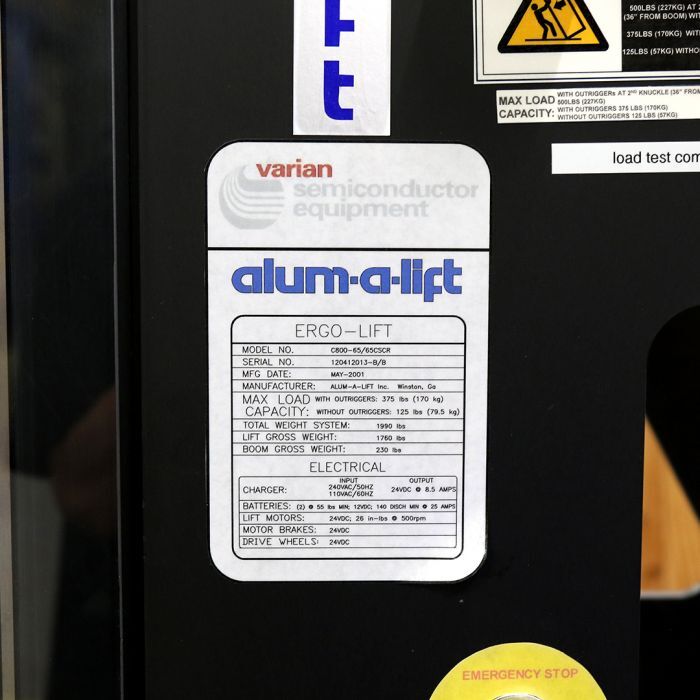 ft
500LBS (227KG) AT 2
(36" FROM BOOM) WIT
375LBS (170KG) WITH
125LBS (57KG) WITHO
MAX LOAD CAPACITY:
WITH OUTRIGGERs AT 2ND KNUCKLE (36" FROM
500LBS (227KG)
WITH OUTRIGGERS 375 LBS (170KG)
WITHOUT OUTRIGGERS 125 LBS (57KG)
load test com
varian
semiconductor
equipment
alum-a-lift
ERGO-LIFT
MODEL NO. C800-65/65CSCR
SERIAL NO. 120412013-B/B
MFG DATE: MAY-2001
MANUFACTURER: ALUM-A-LIFT Inc. Winston, Ga
MAX LOAD WITH OUTRIGGERS: 375 lbs (170 kg)
CAPACITY: WITHOUT OUTRIGGERS: 125 lbs (79.5 kg)
TOTAL WEIGHT SYSTEM: 1990 lbs
LIFT GROSS WEIGHT: 1760 lbs
BOOM GROSS WEIGHT: 230 lbs
ELECTRICAL
INPUT OUTPUT
CHARGER: 240VAC/50HZ 24VDC @ 8.5 AMPS
110VAC/60HZ
BATTERIES: (2) @ 55 lbs MIN; 12VDC; 140 DISCH MIN @ 25 AMPS
LIFT MOTORS: 24VDC; 26 in-lbs @ 500rpm
MOTOR BRAKES: 24VDC
DRIVE WHEELS: 24VDC
EMERGENCY STOP